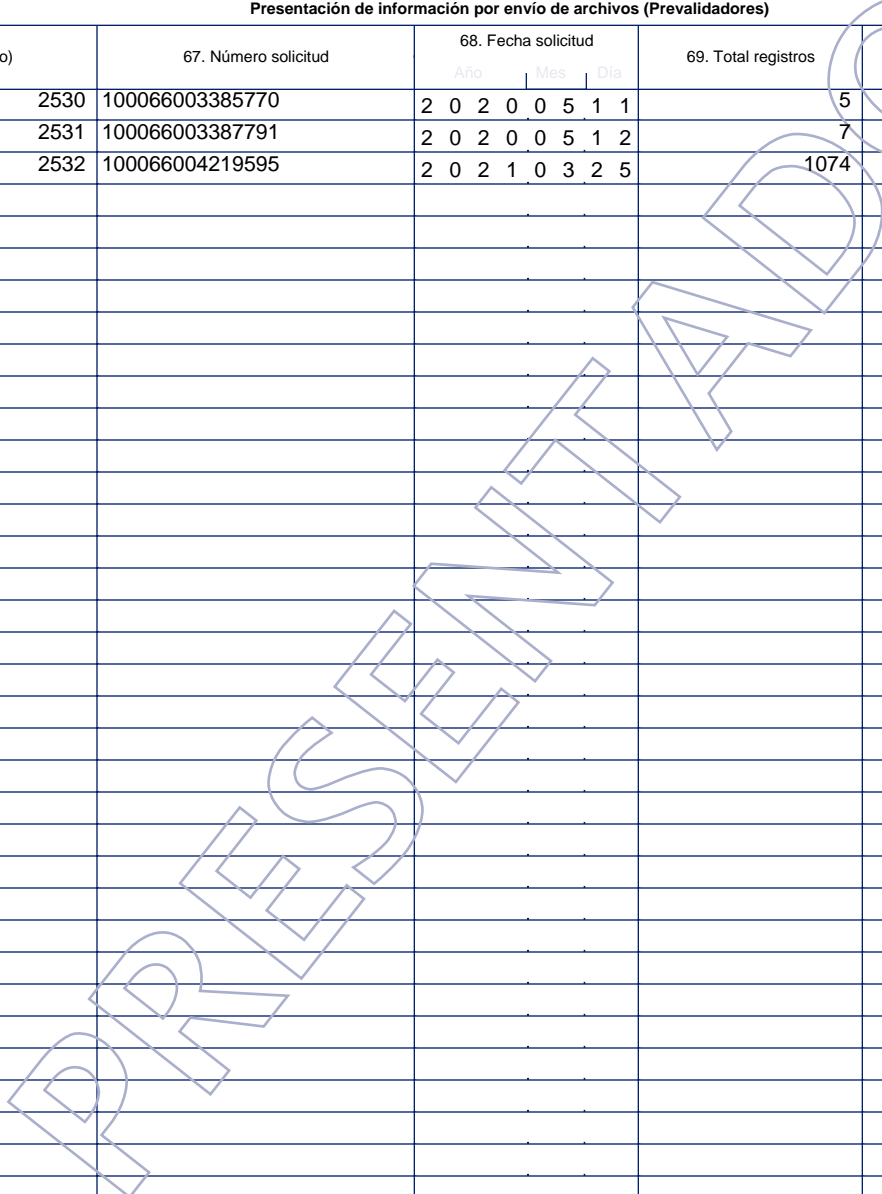 Presentación de información por envío de archivos (Prevalidadores)
o) 67. Número solicitud 68. Fecha solicitud 69. Total registros
Año Mes Día
2530 100066003385770 2 0 2 0 0 5 1 1 5
2531 100066003387791 2 0 2 0 0 5 1 2 7
2532 100066004219595 2 0 2 1 0 3 2 5 1074
PRESENTADO